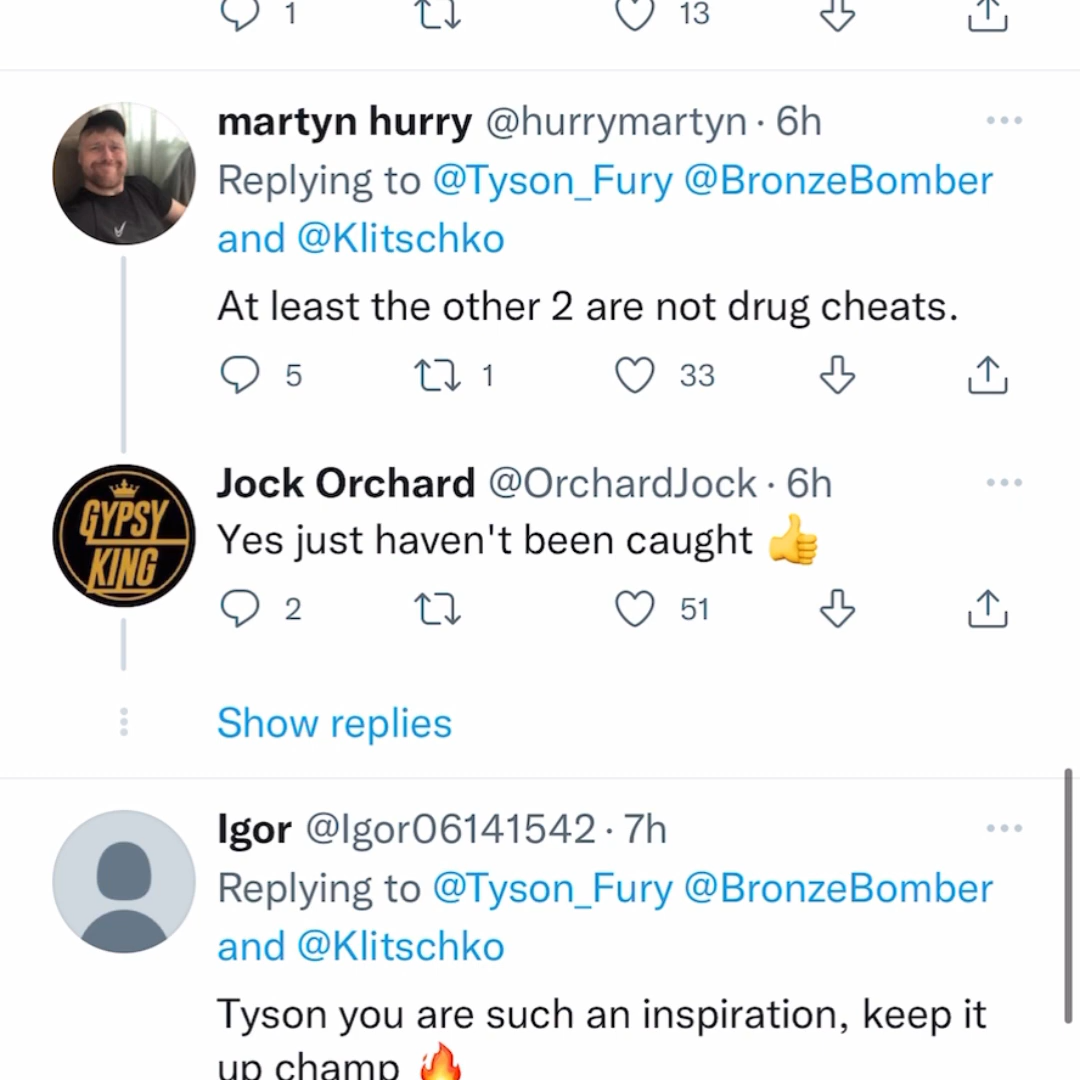 1 13
martyn hurry @hurrymartyn · 6h
Replying to @Tyson_Fury @BronzeBomber
and @Klitschko
At least the other 2 are not drug cheats.
5 1 33
Jock Orchard @OrchardJock · 6h
GYPSY
KING
Yes just haven't been caught 👍
2 51
Show replies
Igor @Igor06141542 · 7h
Replying to @Tyson_Fury @BronzeBomber
and @Klitschko
Tyson you are such an inspiration, keep it
up champ 🔥